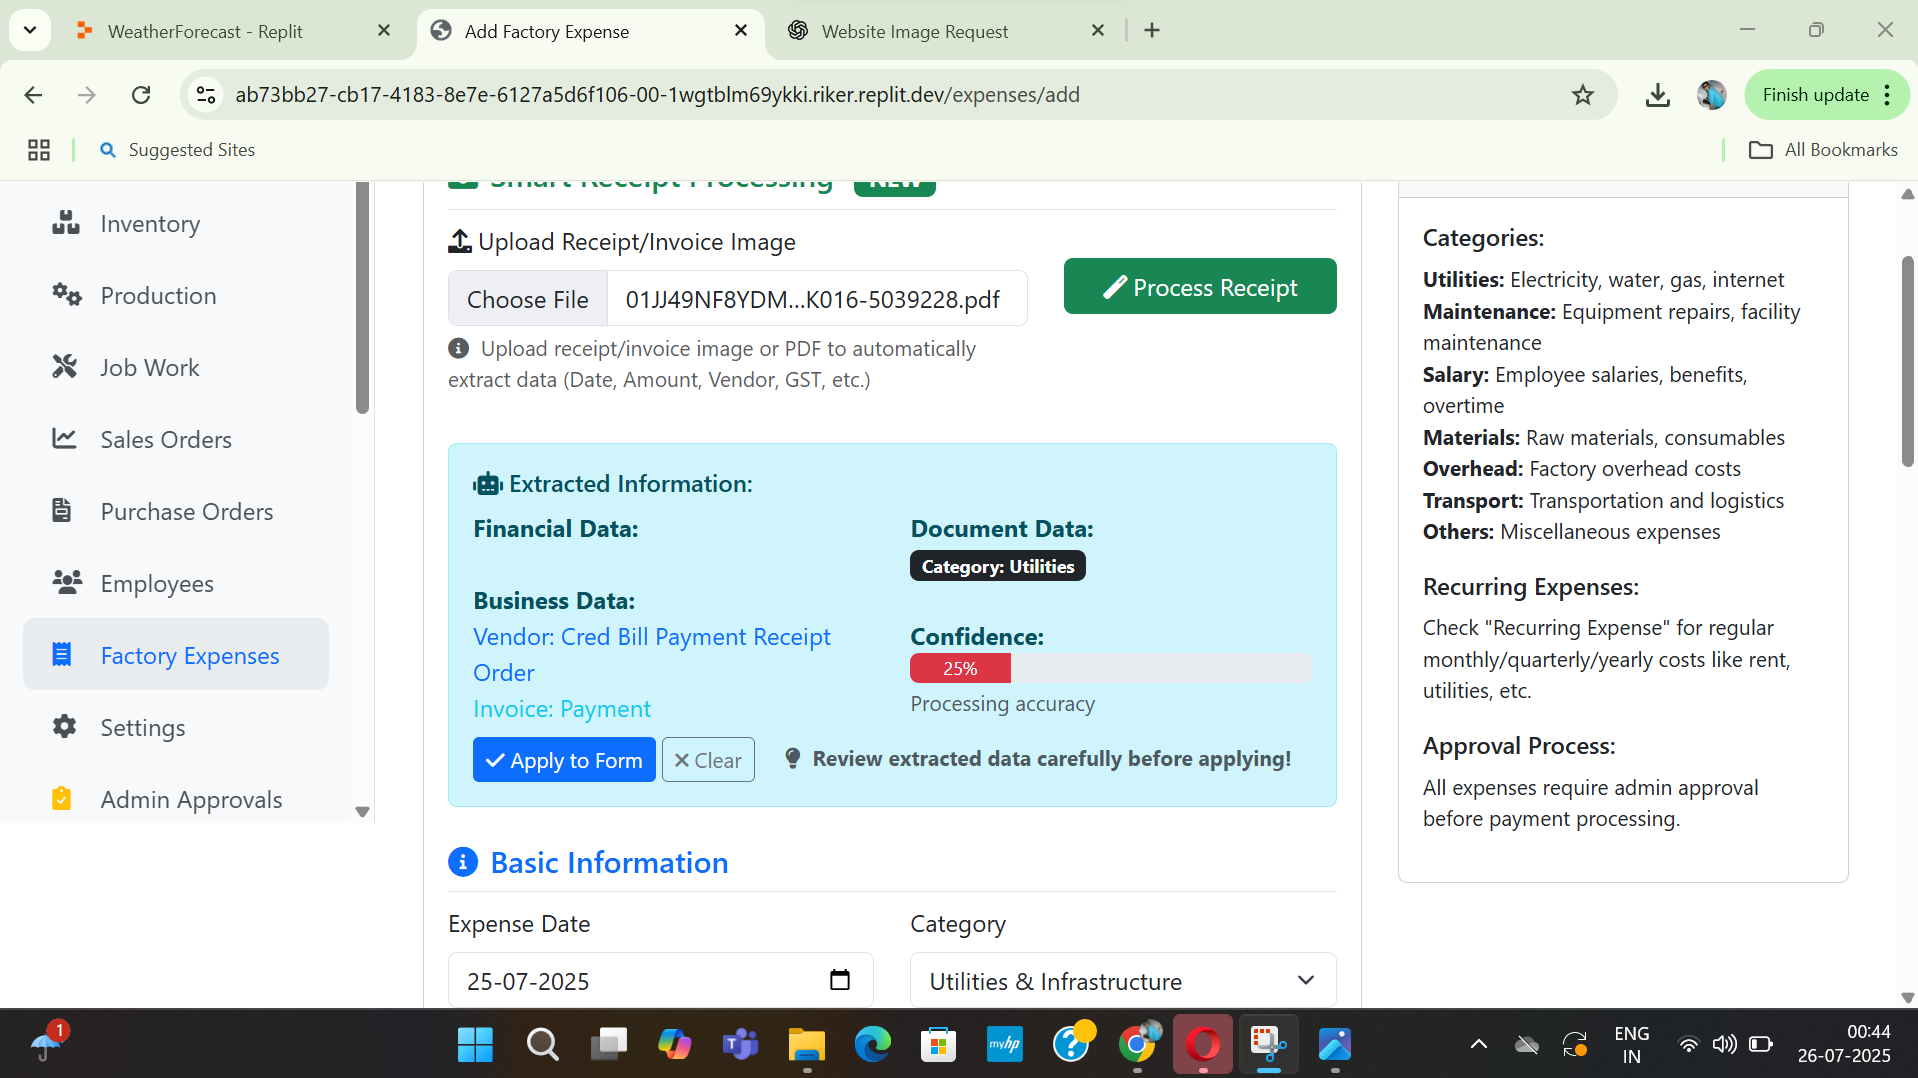 WeatherForecast - Replit
Add Factory Expense
Website Image Request
ab73bb27-cb17-4183-8e7e-6127a5d6f106-00-1wgtblm69ykki.riker.replit.dev/expenses/add
Finish update
Suggested Sites
All Bookmarks
Inventory
Production
Job Work
Sales Orders
Purchase Orders
Employees
Factory Expenses
Settings
Admin Approvals
Smart Receipt Processing NEW
Upload Receipt/Invoice Image
Choose File 01JJ49NF8YDM...K016-5039228.pdf
Process Receipt
Upload receipt/invoice image or PDF to automatically
extract data (Date, Amount, Vendor, GST, etc.)
Extracted Information:
Financial Data:
Document Data:
Category: Utilities
Business Data:
Vendor: Cred Bill Payment Receipt
Order
Invoice: Payment
Confidence:
25%
Processing accuracy
Apply to Form
Clear
Review extracted data carefully before applying!
Basic Information
Expense Date
25-07-2025
Category
Utilities & Infrastructure
Categories:
Utilities: Electricity, water, gas, internet
Maintenance: Equipment repairs, facility
maintenance
Salary: Employee salaries, benefits,
overtime
Materials: Raw materials, consumables
Overhead: Factory overhead costs
Transport: Transportation and logistics
Others: Miscellaneous expenses
Recurring Expenses:
Check "Recurring Expense" for regular
monthly/quarterly/yearly costs like rent,
utilities, etc.
Approval Process:
All expenses require admin approval
before payment processing.
1
myhp
ENG
IN
00:44
26-07-2025